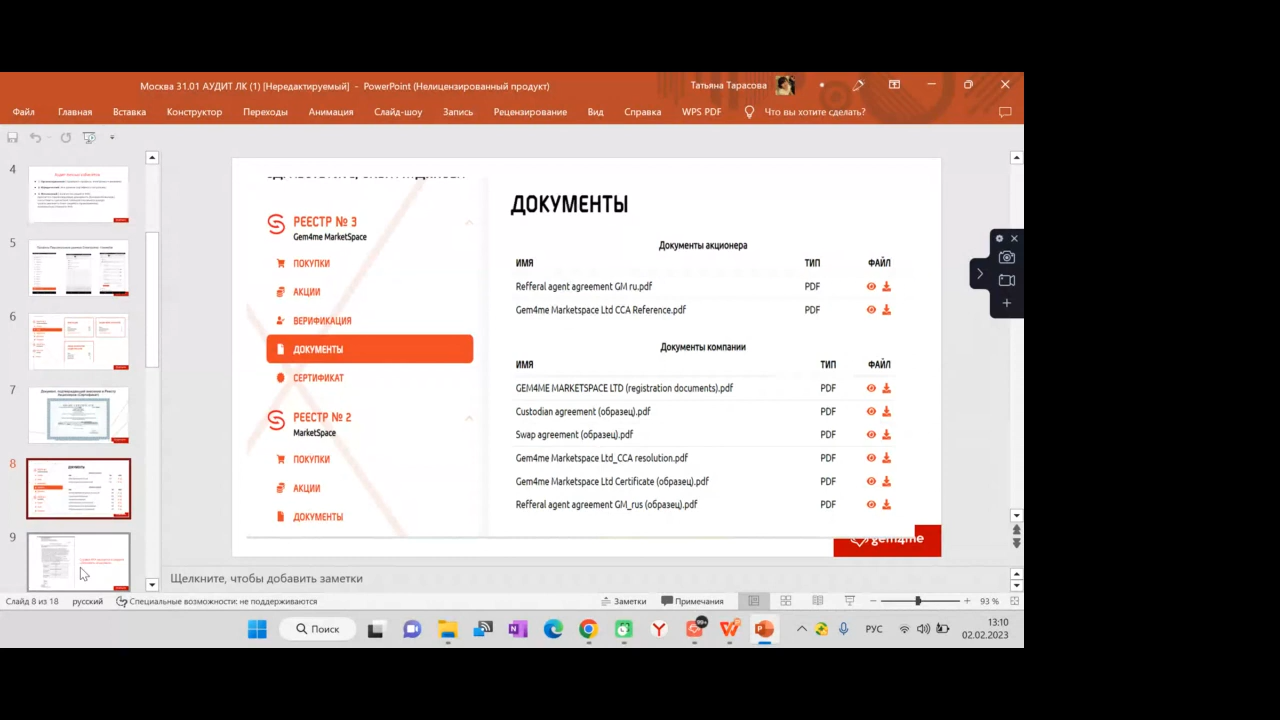 Москва 31.01 АУДИТ ЛК (1) [Нередактируемый] - PowerPoint (Нелицензированный продукт)
Татьяна Тарасова
Файл Главная Вставка Конструктор Переходы Анимация Слайд-шоу Запись Рецензирование Вид Справка WPS PDF Что вы хотите сделать?
4
5
6
7
8
9
РЕЕСТР № 3
Gem4me MarketSpace
ПОКУПКИ
АКЦИИ
ВЕРИФИКАЦИЯ
ДОКУМЕНТЫ
СЕРТИФИКАТ
РЕЕСТР № 2
MarketSpace
ПОКУПКИ
АКЦИИ
ДОКУМЕНТЫ
ДОКУМЕНТЫ
Документы акционера
ИМЯ ТИП ФАЙЛ
Refferal agent agreement GM ru.pdf PDF
Gem4me Marketspace Ltd CCA Reference.pdf PDF
Документы компании
ИМЯ ТИП ФАЙЛ
GEM4ME MARKETSPACE LTD (registration documents).pdf PDF
Custodian agreement (образец).pdf PDF
Swap agreement (образец).pdf PDF
Gem4me Marketspace Ltd_CCA resolution.pdf PDF
Gem4me Marketspace Ltd Certificate (образец).pdf PDF
Refferal agent agreement GM_rus (образец).pdf PDF
gem4me
Щелкните, чтобы добавить заметки
Слайд 8 из 18 русский Специальные возможности: не поддерживаются Заметки Примечания 93 %
Поиск 99+ РУС 13:10
02.02.2023